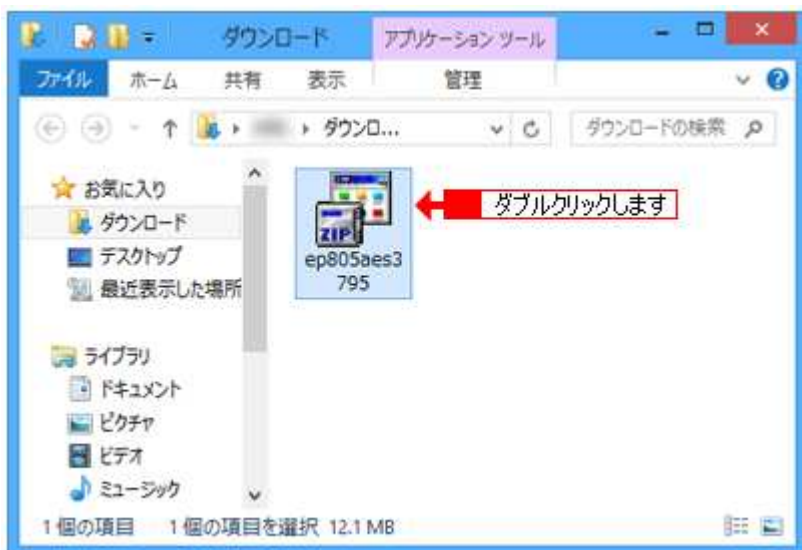 ダウンロード
アプリケーション ツール
ファイル
ホーム
共有
表示
管理
ダウンロ...
ダウンロードの検索
お気に入り
ダウンロード
デスクトップ
最近表示した場所
ライブラリ
ドキュメント
ピクチャ
ビデオ
ミュージック
ZIP
ep805aes3
795
ダブルクリックします
1 個の項目
1 個の項目を選択 12.1 MB